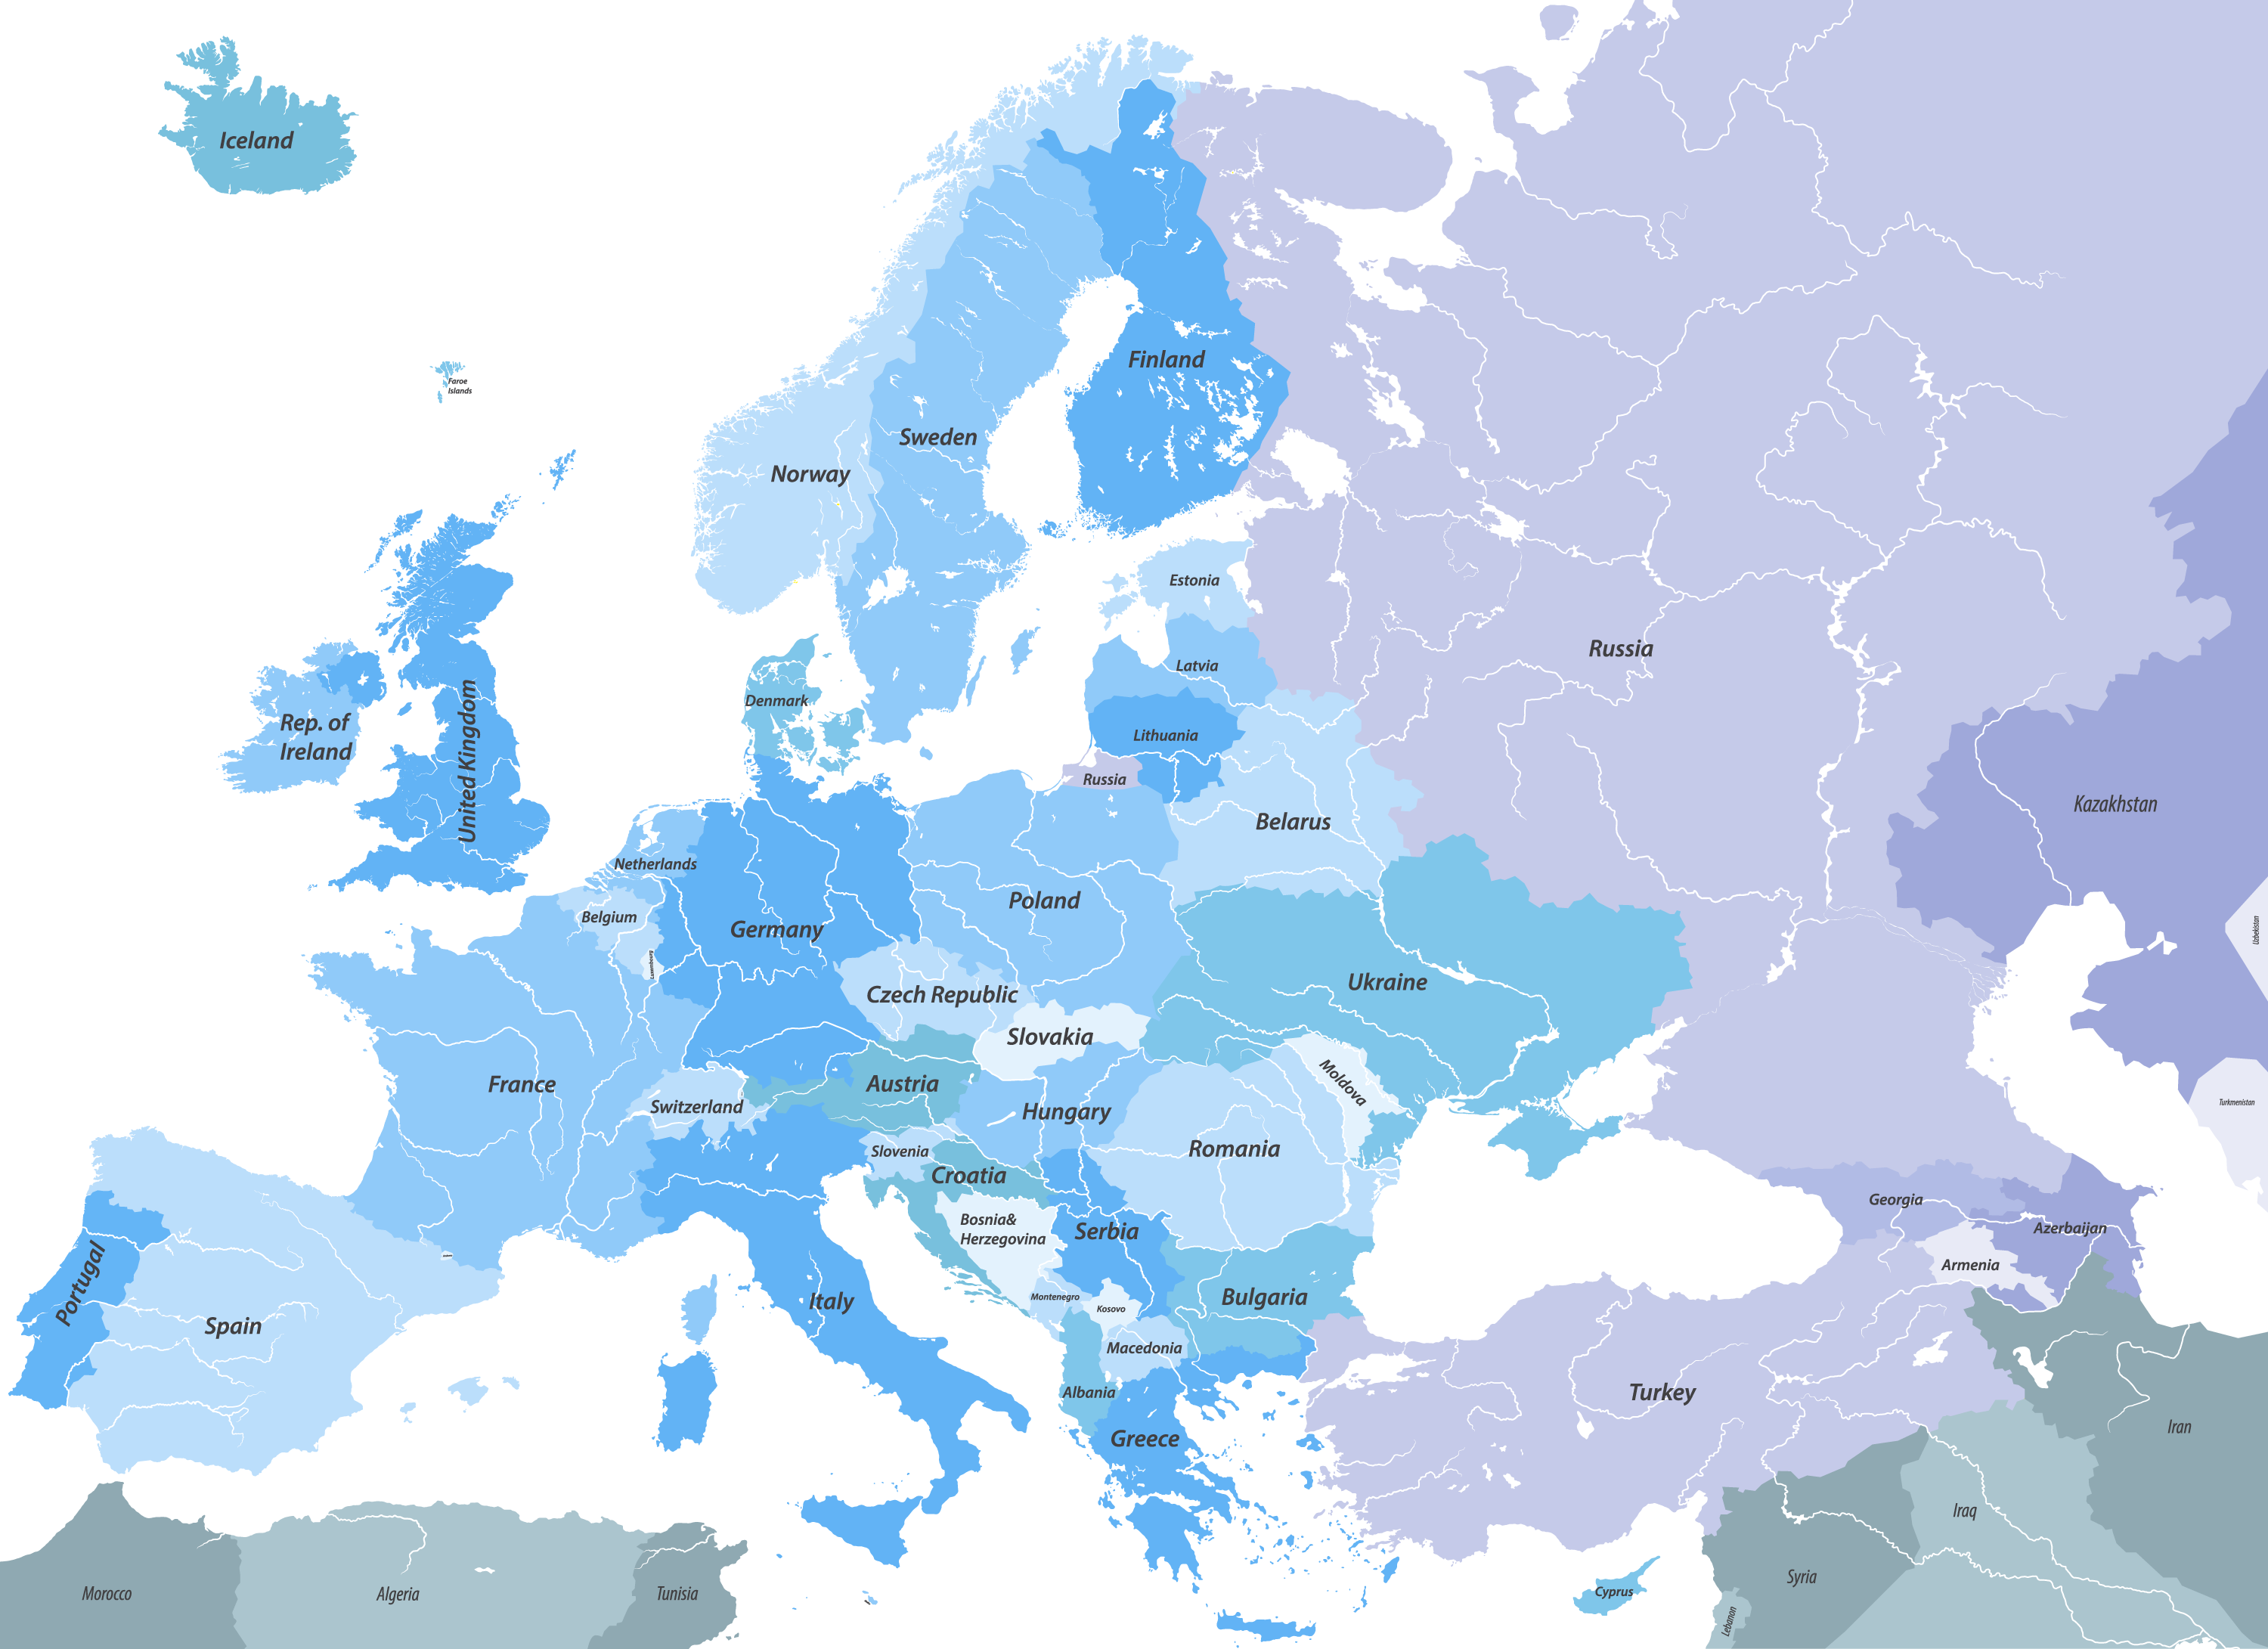 Iceland
Faroe
Islands
Finland
Sweden
Norway
Estonia
Russia
Latvia
Denmark
Rep. of
Ireland
United Kingdom
Lithuania
Russia
Kazakhstan
Belarus
Netherlands
Poland
Belgium
Germany
Uzbekistan
Luxembourg
Ukraine
Czech Republic
Slovakia
Moldova
France
Austria
Switzerland
Hungary
Turkmenistan
Romania
Slovenia
Croatia
Georgia
Bosnia&
Herzegovina
Serbia
Azerbaijan
Armenia
Portugal
Montenegro
Bulgaria
Italy
Kosovo
Spain
Macedonia
Albania
Turkey
Greece
Iran
Iraq
Syria
Morocco
Algeria
Tunisia
Cyprus
Lebanon